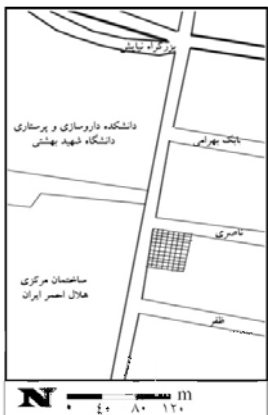 بزرگراه نیایش
دانشکده داروسازی و پرستاری
دانشگاه شهید بهشتی
بابک بهرامی
ناصری
ساختمان مرکزی
هلال احمر ایران
ظفر
N
m
۰ ۴۰ ۸۰ ۱۲۰